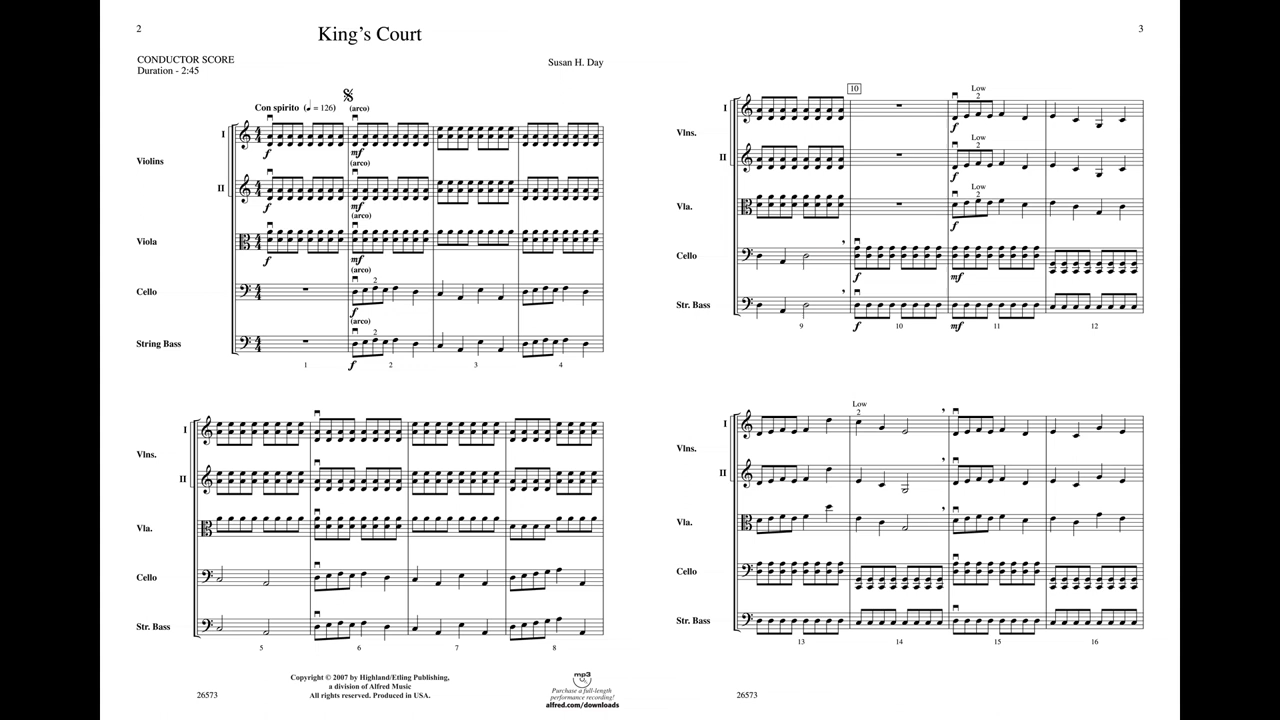 2
King's Court
CONDUCTOR SCORE
Duration - 2:45
Susan H. Day
Con spirito (♩ = 126)
(arco)
Violins
I
f
mf
(arco)
II
f
mf
(arco)
Viola
f
mf
(arco)
2
Cello
f
(arco)
2
String Bass
f
1 2 3 4
I
Vlns.
II
Vla.
Cello
Str. Bass
5 6 7 8
Copyright © 2007 by Highland/Etling Publishing,
a division of Alfred Music
All rights reserved. Produced in USA.
26573
mp3
Purchase a full-length
performance recording!
alfred.com/downloads
3
10
Low
2
I
f
Vlns.
Low
2
II
f
Low
2
Vla.
f
Cello
f
mf
Str. Bass
f
mf
9 10 11 12
Low
2
I
Vlns.
II
Vla.
Cello
Str. Bass
13 14 15 16
26573